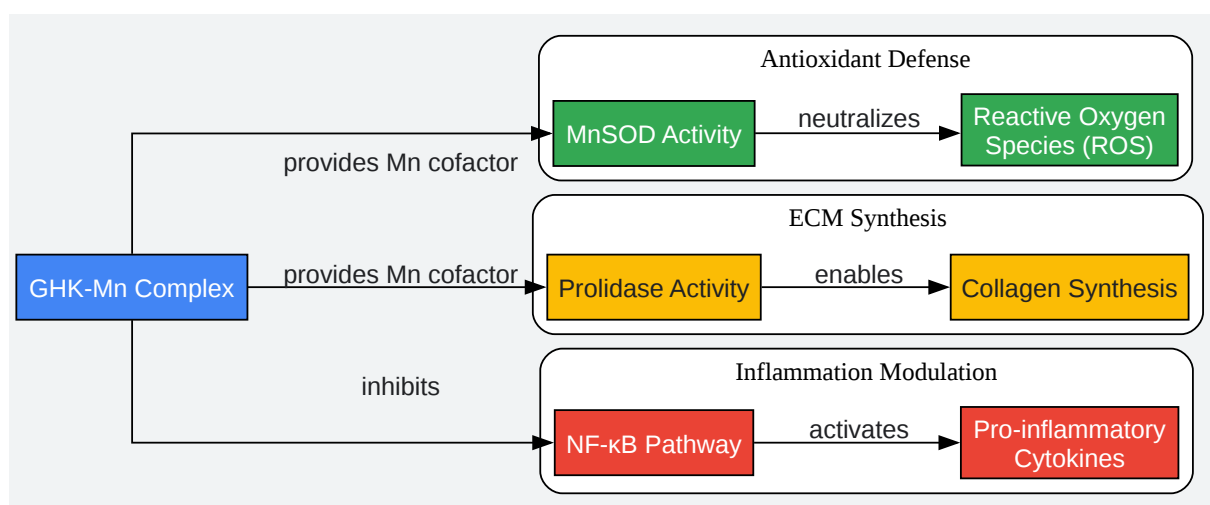 Antioxidant Defense
MnSOD Activity
neutralizes
Reactive Oxygen
Species (ROS)
provides Mn cofactor
ECM Synthesis
GHK-Mn Complex
provides Mn cofactor
Prolidase Activity
enables
Collagen Synthesis
Inflammation Modulation
inhibits
NF-κB Pathway
activates
Pro-inflammatory
Cytokines